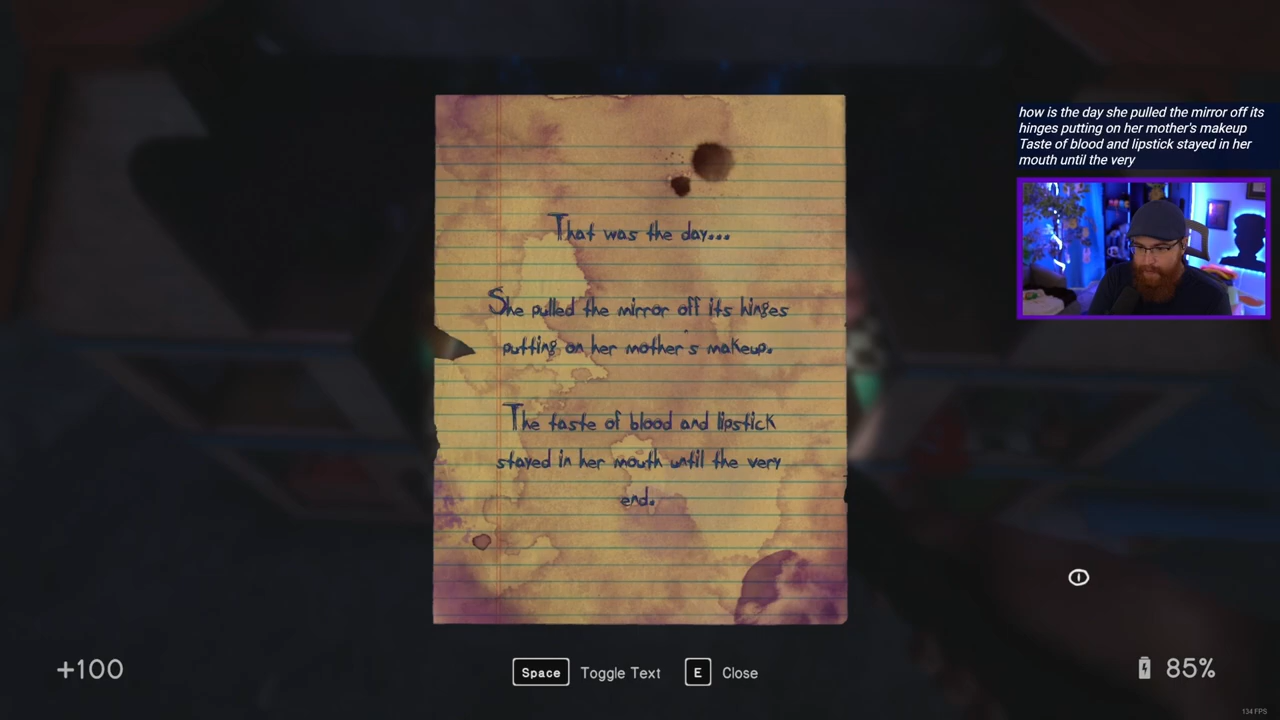 how is the day she pulled the mirror off its
hinges putting on her mother's makeup
Taste of blood and lipstick stayed in her
mouth until the very
That was the day...
She pulled the mirror off its hinges
putting on her mother's makeup.
The taste of blood and lipstick
stayed in her mouth until the very
end.
+100
Space Toggle Text E Close
85%
134 FPS